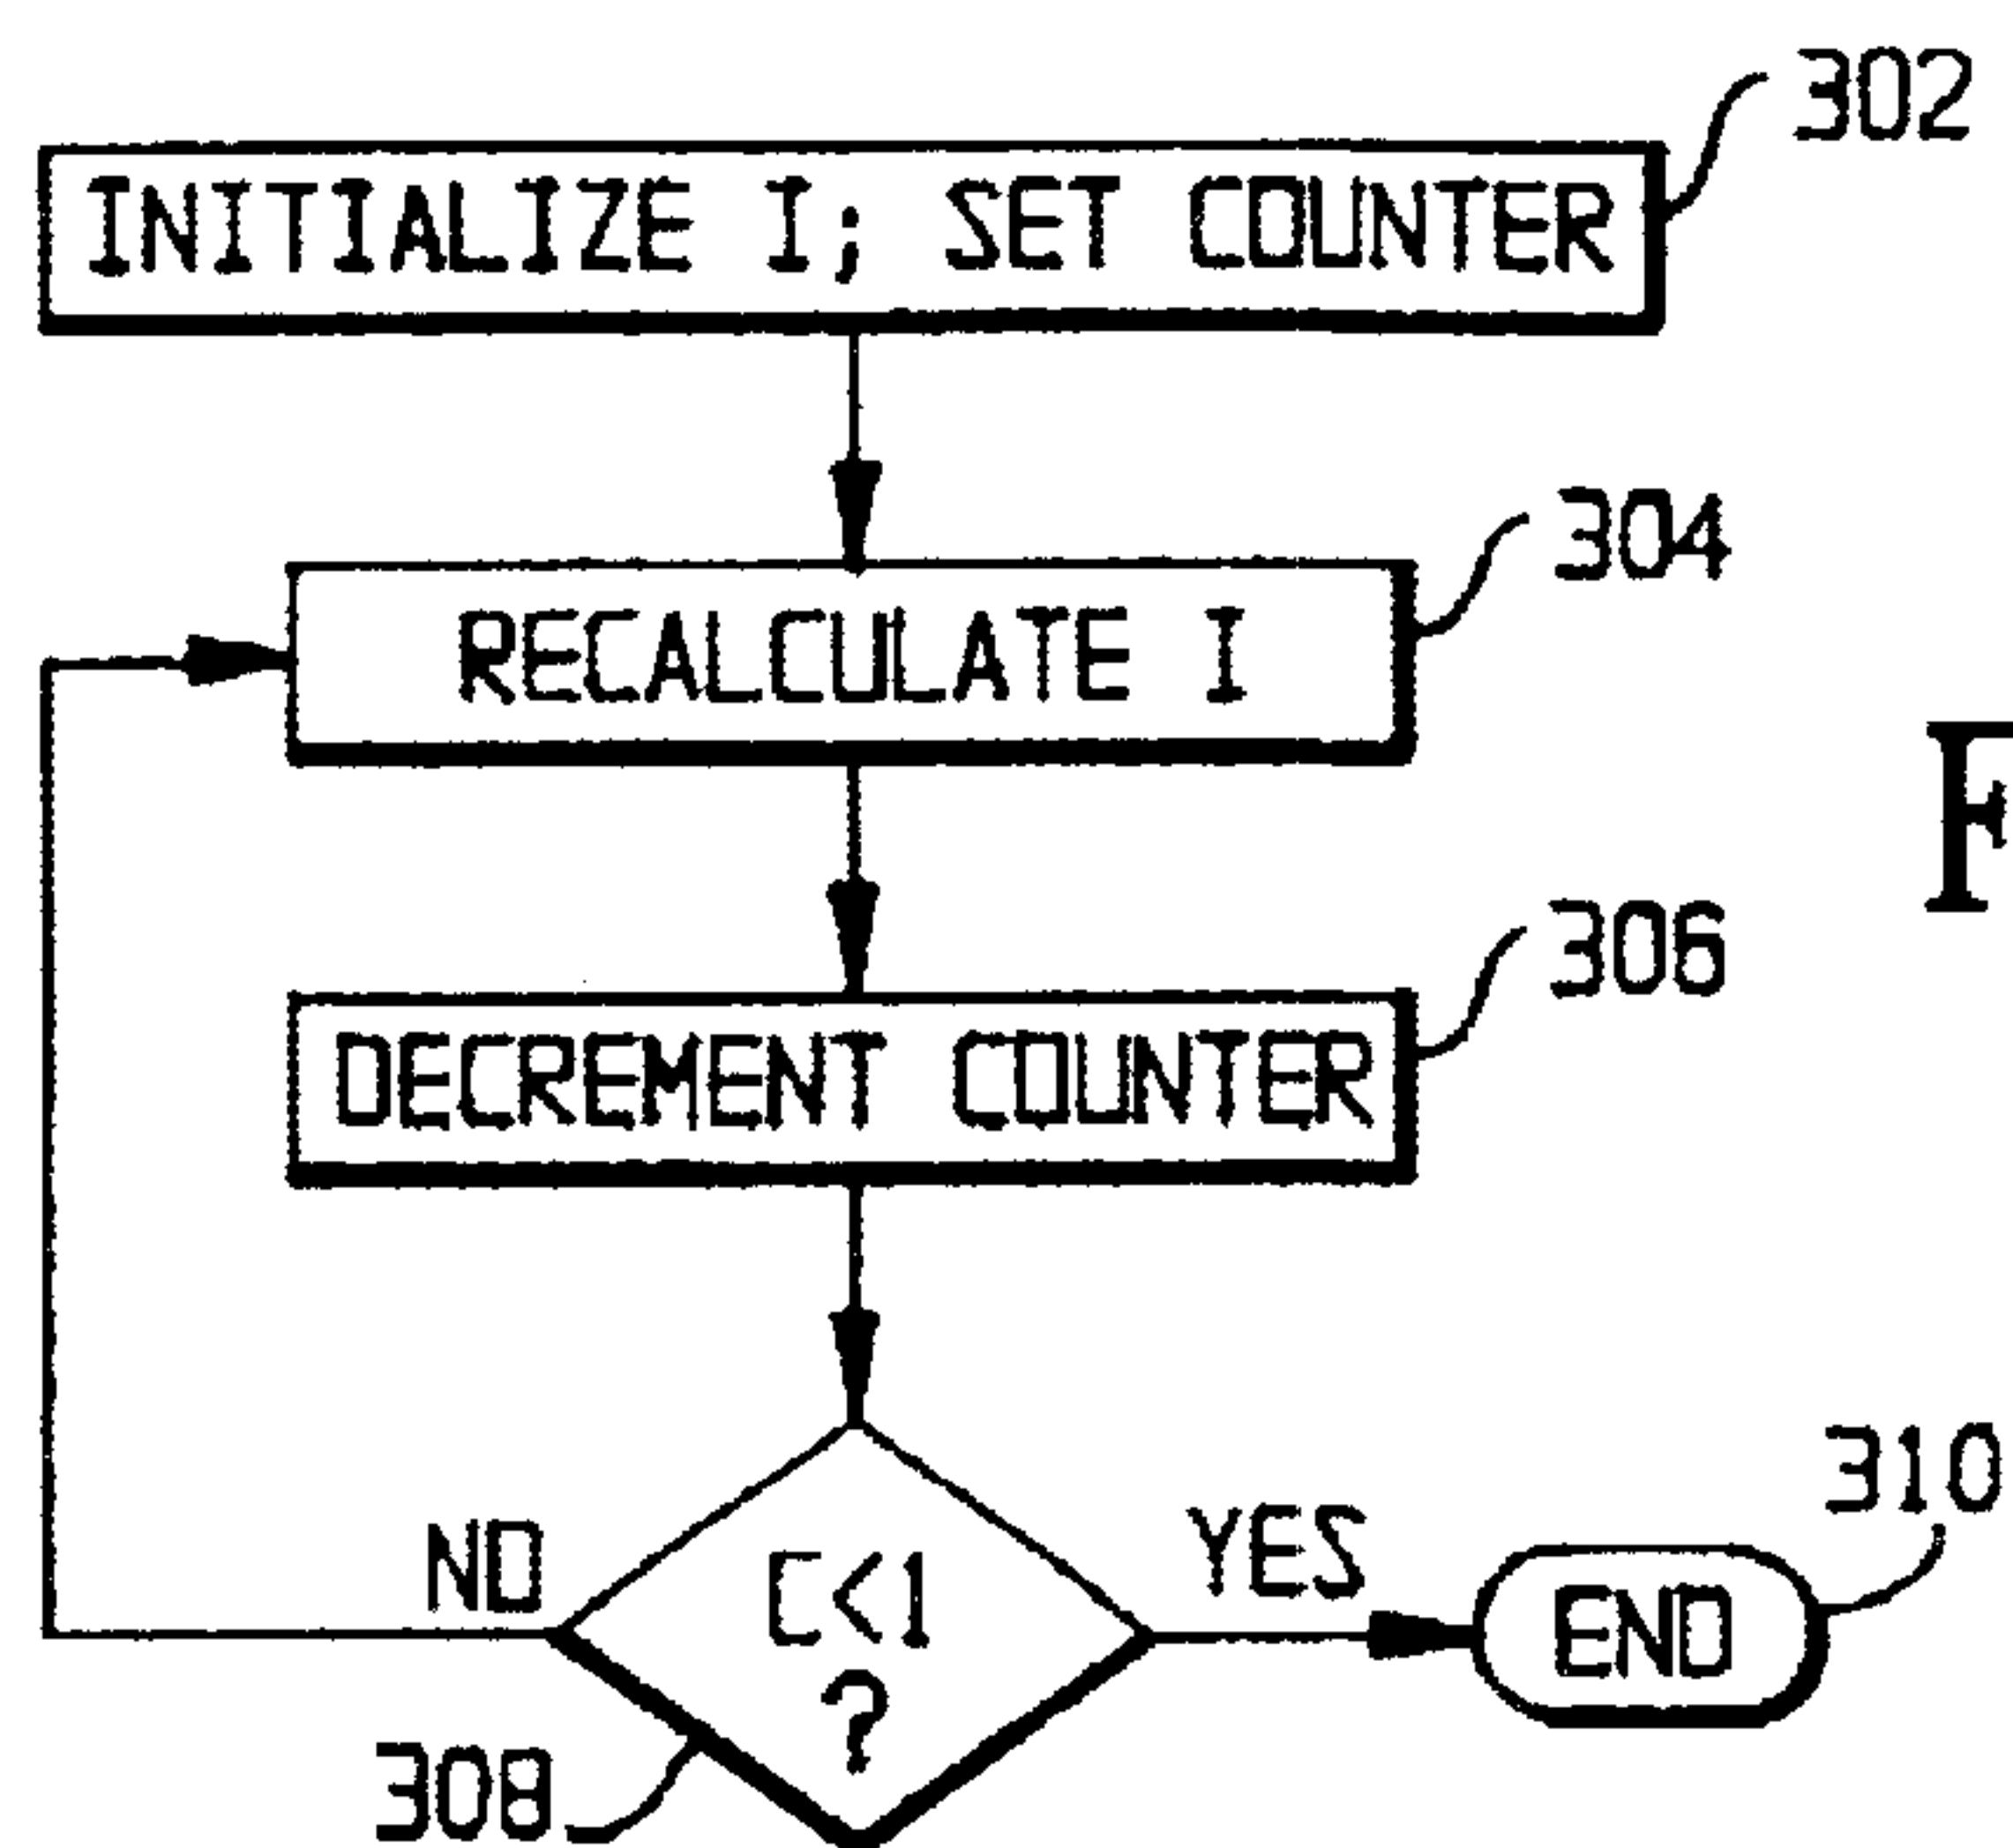 302
INITIALIZE I; SET COUNTER
304
RECALCULATE I
F
306
DECREMENT COUNTER
310
NO
YES
C<1
?
END
308